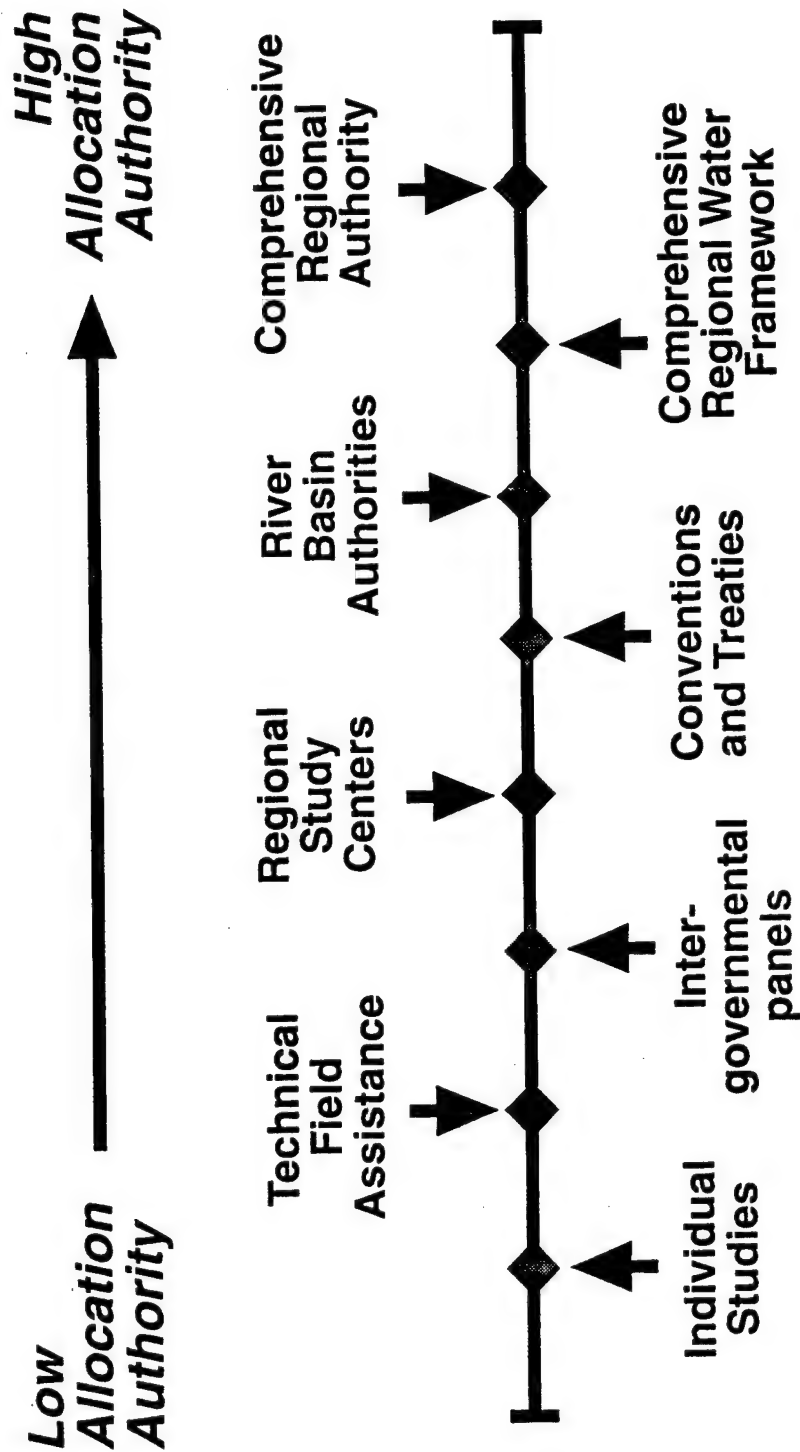 Low
Allocation
Authority
High
Allocation
Authority
Technical
Field
Assistance
Regional
Study
Centers
River
Basin
Authorities
Comprehensive
Regional
Authority
Individual
Studies
Inter-
governmental
panels
Conventions
and Treaties
Comprehensive
Regional Water
Framework